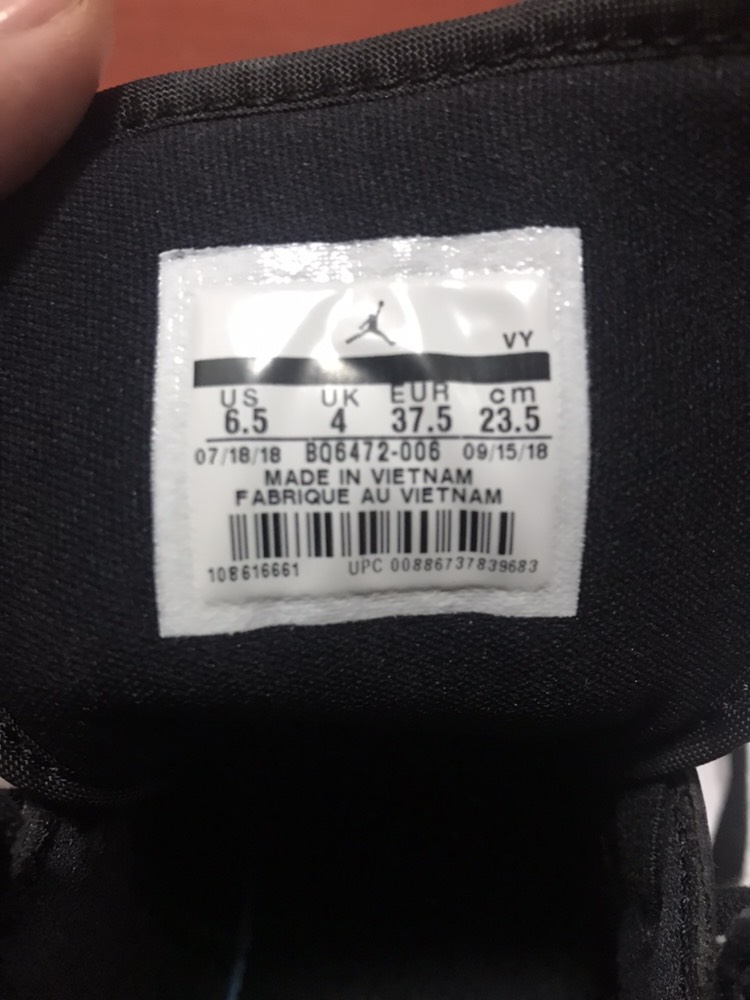 VY
US UK EUR cm
6.5 4 37.5 23.5
07/18/18 BQ6472-006 09/15/18
MADE IN VIETNAM
FABRIQUE AU VIETNAM
108616661 UPC 00886737839683